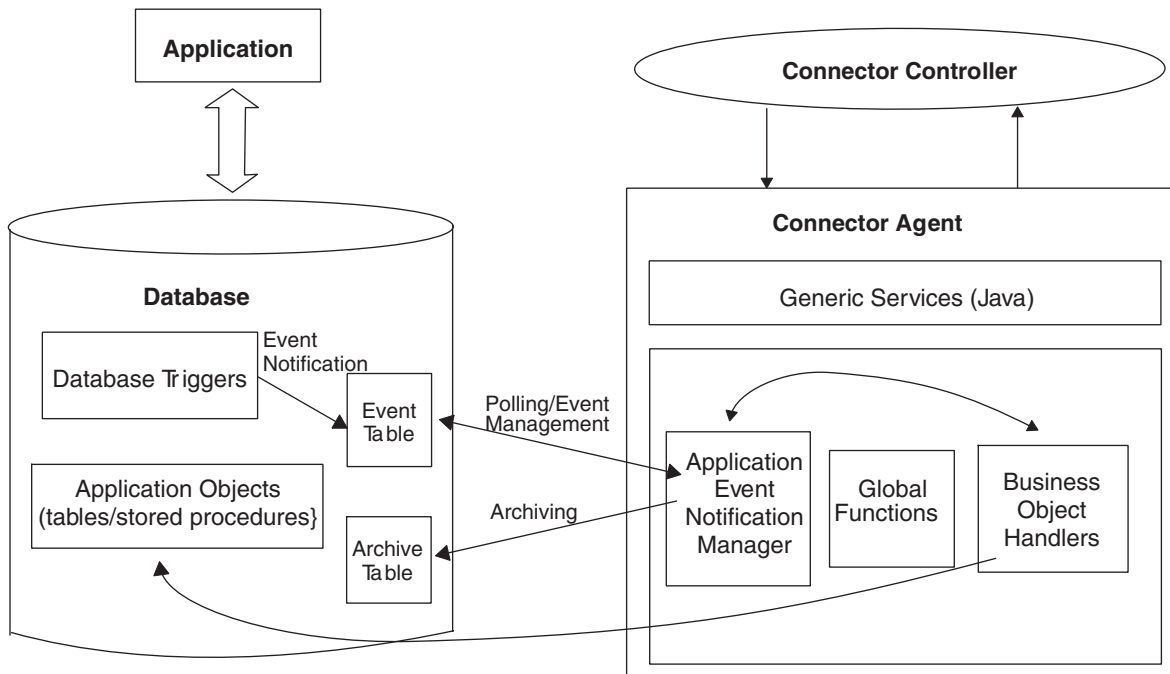 Application
Connector Controller
Connector Agent
Generic Services (Java)
Database
Database Triggers
Event
Notification
Event
Table
Polling/Event
Management
Application Objects
(tables/stored procedures}
Archiving
Archive
Table
Application
Event
Notification
Manager
Global
Functions
Business
Object
Handlers